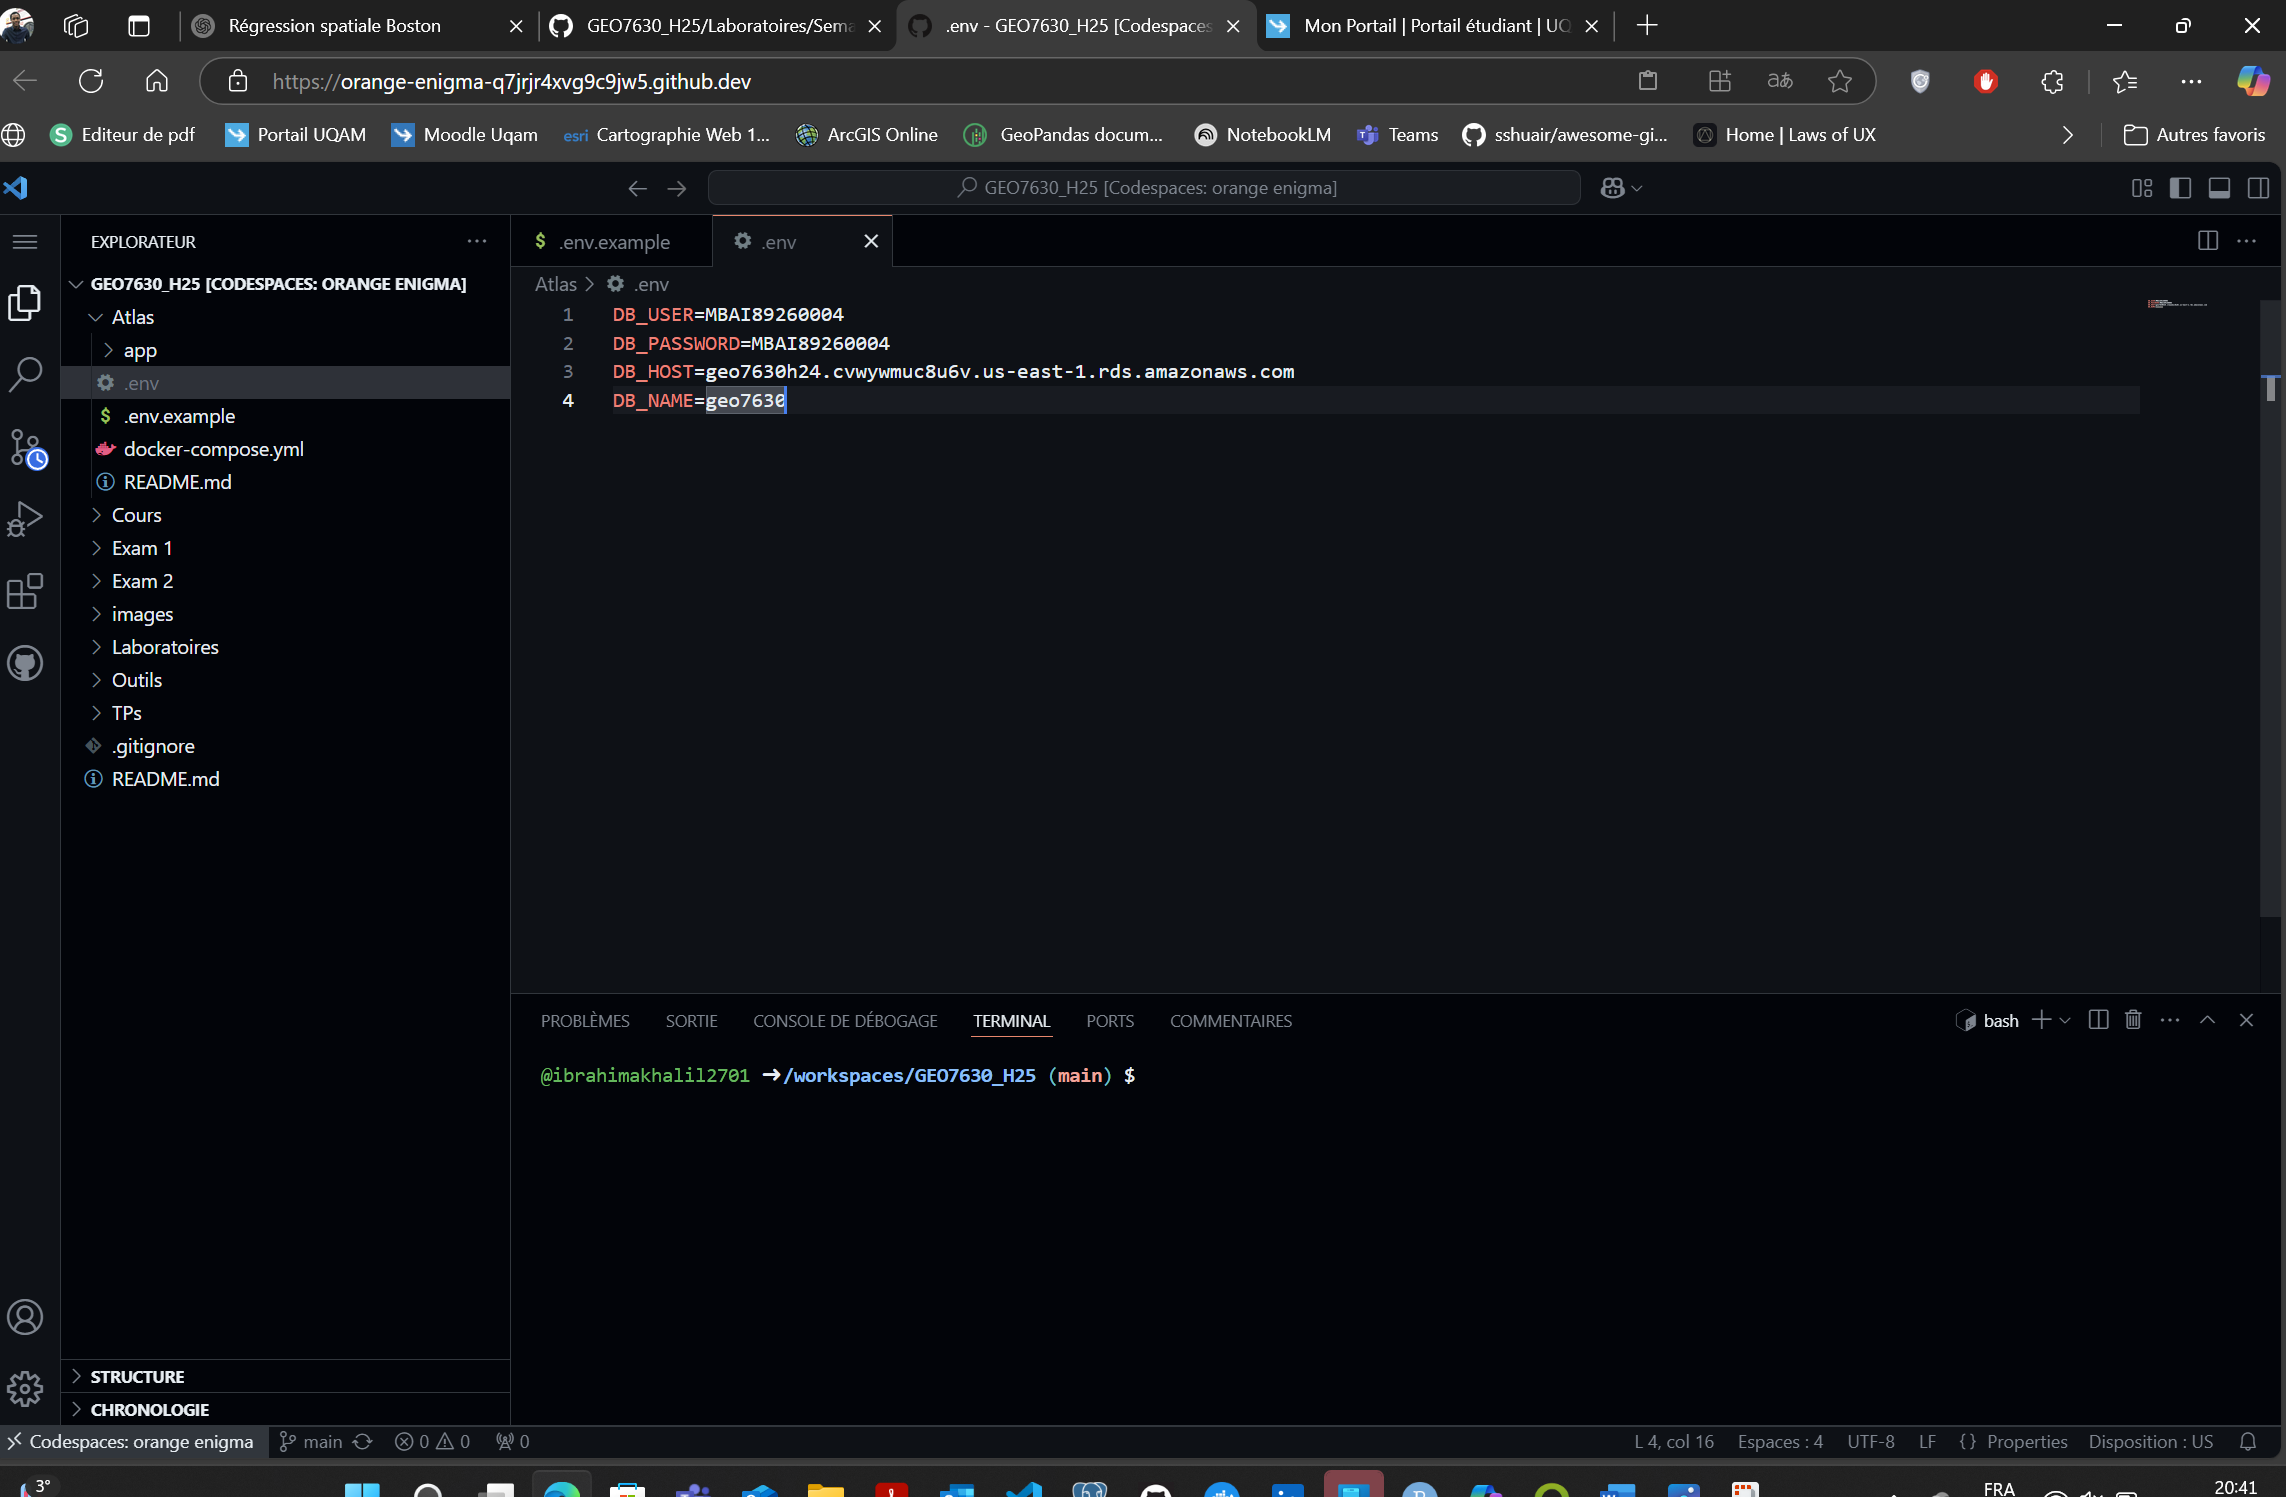 Régression spatiale Boston
GEO7630_H25/Laboratoires/Sema
.env - GEO7630_H25 [Codespaces
Mon Portail | Portail étudiant | UQ
https://orange-enigma-q7jrjr4xvg9c9jw5.github.dev
Editeur de pdf
Portail UQAM
Moodle Uqam
esri Cartographie Web 1...
ArcGIS Online
GeoPandas docum...
NotebookLM
Teams
sshuair/awesome-gi...
Home | Laws of UX
Autres favoris
GEO7630_H25 [Codespaces: orange enigma]
EXPLORATEUR
GEO7630_H25 [CODESPACES: ORANGE ENIGMA]
Atlas
app
.env
.env.example
docker-compose.yml
README.md
Cours
Exam 1
Exam 2
images
Laboratoires
Outils
TPs
.gitignore
README.md
STRUCTURE
CHRONOLOGIE
$ .env.example
.env
Atlas > .env
1 DB_USER=MBAI89260004
2 DB_PASSWORD=MBAI89260004
3 DB_HOST=geo7630h24.cvwywmuc8u6v.us-east-1.rds.amazonaws.com
4 DB_NAME=geo7630
PROBLÈMES
SORTIE
CONSOLE DE DÉBOGAGE
TERMINAL
PORTS
COMMENTAIRES
bash
@ibrahimakhalil2701 ➜/workspaces/GEO7630_H25 (main) $
Codespaces: orange enigma
main
0 0
0
L 4, col 16
Espaces : 4
UTF-8
LF
{} Properties
Disposition : US
3°
FRA
20:41